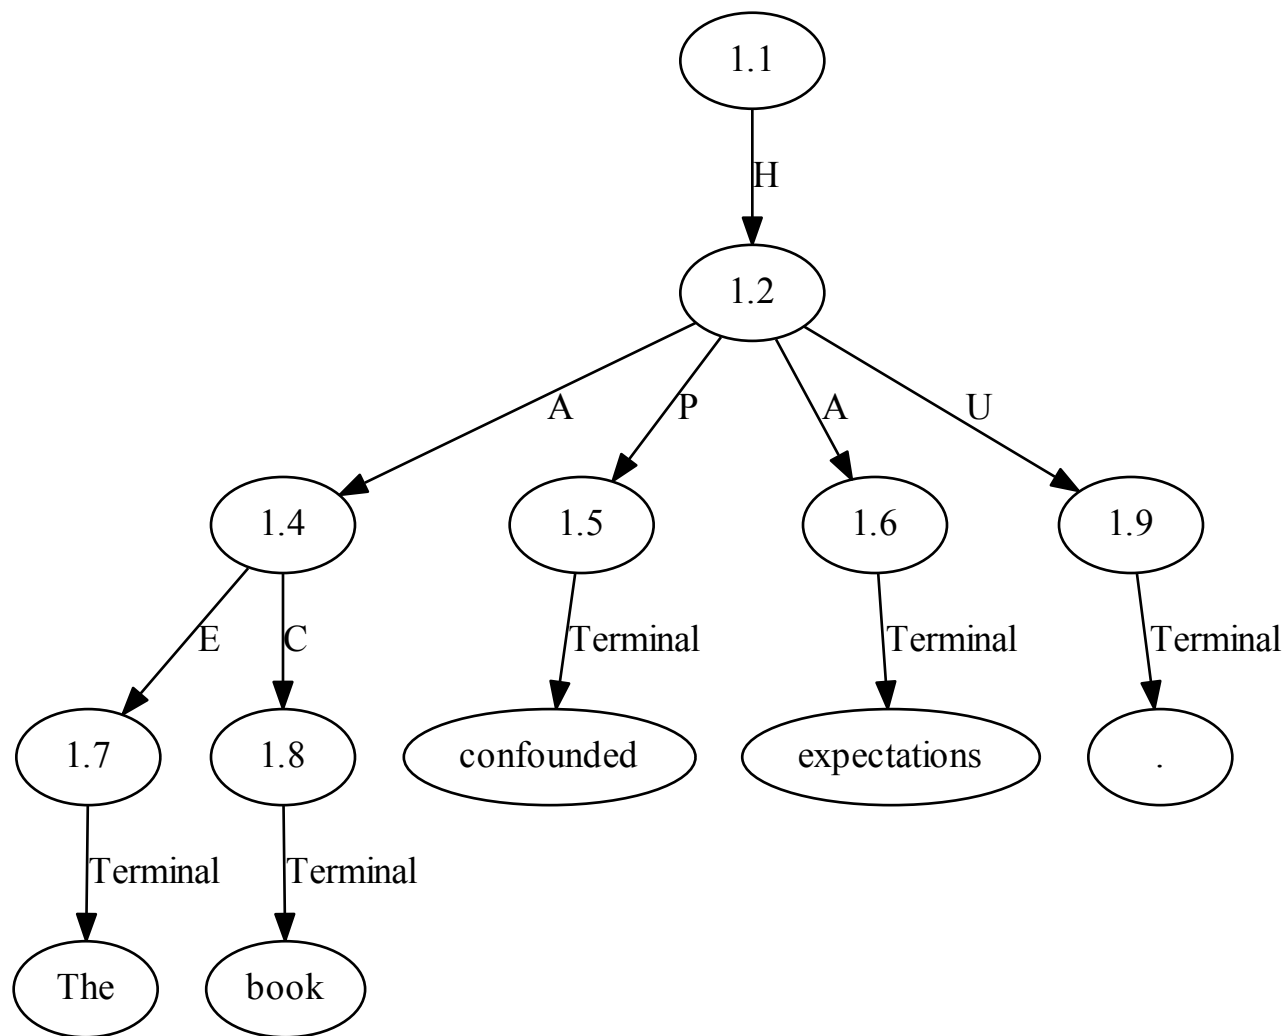 1.1
H
1.2
A P A U
1.4 1.5 1.6 1.9
E C Terminal Terminal Terminal
1.7 1.8 confounded expectations .
Terminal Terminal
The book